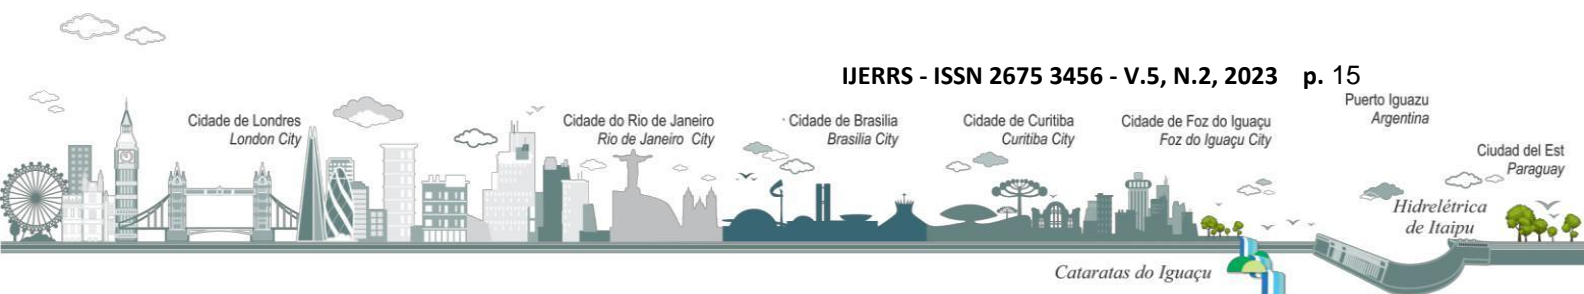 IJERRS - ISSN 2675 3456 - V.5, N.2, 2023 p. 15
Cidade de Londres
London City
Cidade do Rio de Janeiro
Rio de Janeiro City
Cidade de Brasilia
Brasilia City
Cidade de Curitiba
Curitiba City
Cidade de Foz do Iguaçu
Foz do Iguaçu City
Puerto Iguazu
Argentina
Ciudad del Est
Paraguay
Hidrelétrica
de Itaipu
Cataratas do Iguaçu